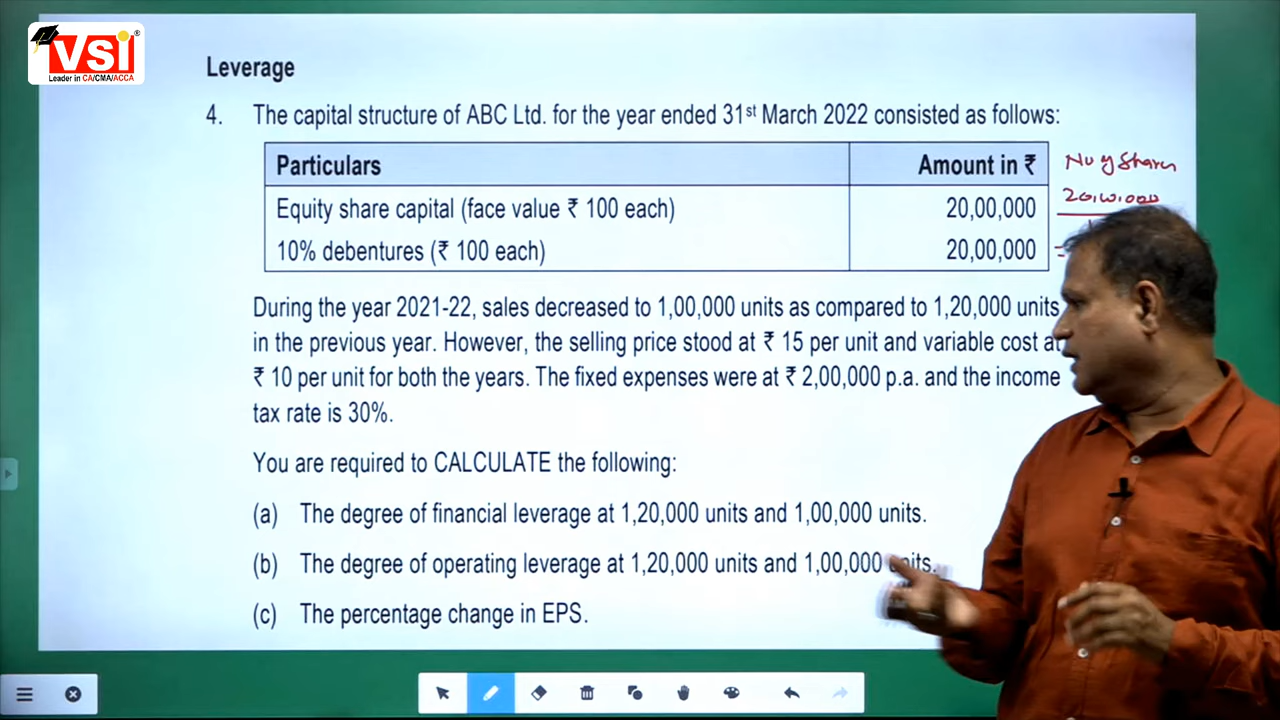 VSI®
Leader in CA/CMA/ACCA
Leverage
4. The capital structure of ABC Ltd. for the year ended 31st March 2022 consisted as follows:
Particulars Amount in ₹
Equity share capital (face value ₹ 100 each) 20,00,000
10% debentures (₹ 100 each) 20,00,000
No of Shares
During the year 2021-22, sales decreased to 1,00,000 units as compared to 1,20,000 units
in the previous year. However, the selling price stood at ₹ 15 per unit and variable cost at
₹ 10 per unit for both the years. The fixed expenses were at ₹ 2,00,000 p.a. and the income
tax rate is 30%.
You are required to CALCULATE the following:
(a) The degree of financial leverage at 1,20,000 units and 1,00,000 units.
(b) The degree of operating leverage at 1,20,000 units and 1,00,000 units.
(c) The percentage change in EPS.